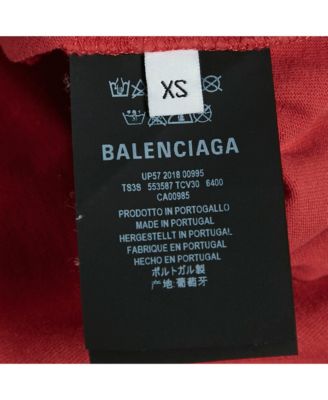 XS
BALENCIAGA
UP57 2018 00995
TS3S 553587 TCV30 6400
CA00985
PRODOTTO IN PORTOGALLO
MADE IN PORTUGAL
HERGESTELLT IN PORTUGAL
FABRIQUE EN PORTUGAL
HECHO EN PORTUGAL
ポルトガル製
产地:葡萄牙